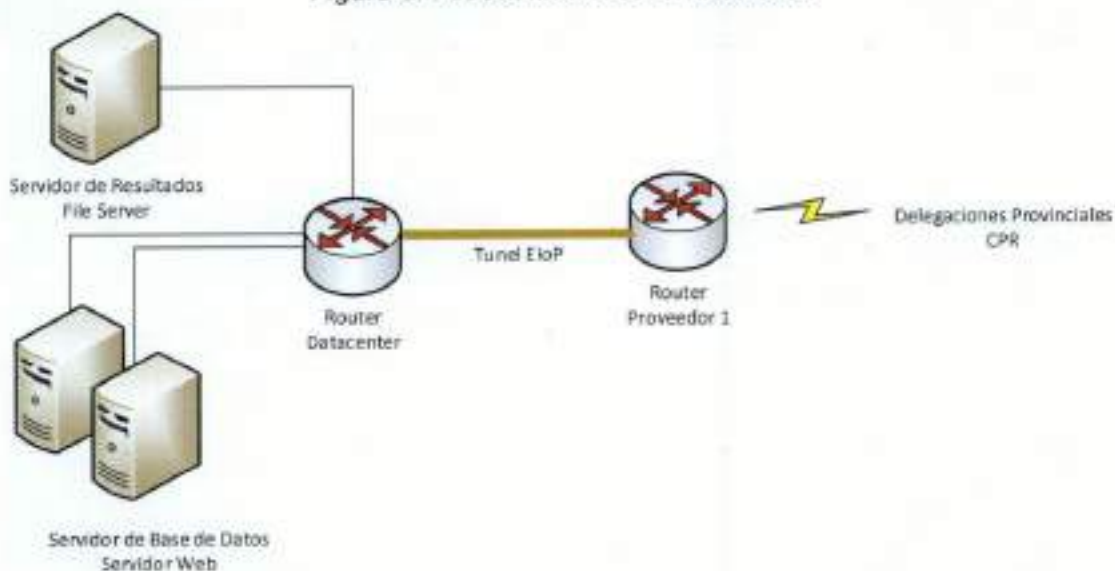 Servidor de Resultados
File Server
Tunel EIoP
Delegaciones Provinciales
CPR
Router
Datacenter
Router
Proveedor 1
Servidor de Base de Datos
Servidor Web